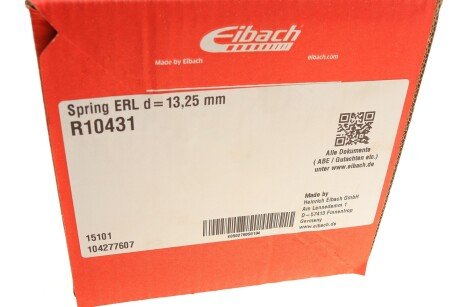 Eibach
Made by Eibach
eibach.com
Spring ERL d=13,25 mm
R10431
Alle Dokumente
( ABE / Gutachten etc.)
unter www.eibach.de
Made by
Heinrich Eibach GmbH
Am Lennedamm 1
D-57413 Finnentrop
Germany
www.eibach.de
15101
104277607